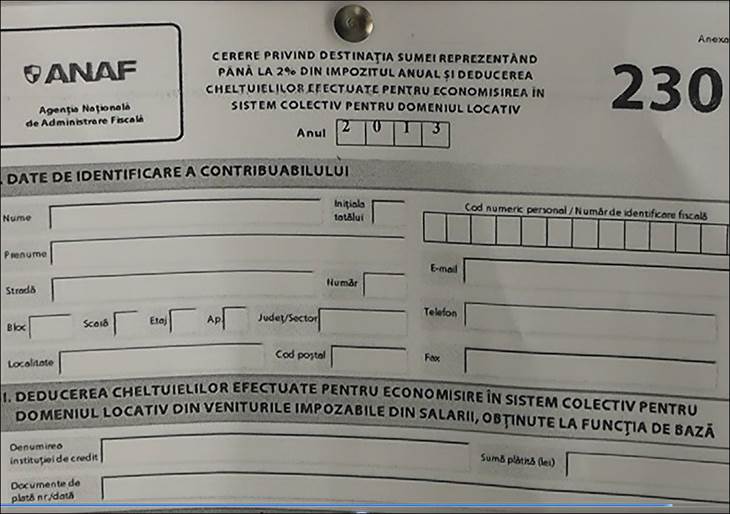 Anexa
ANAF
Agenția Națională
de Administrare Fiscală
CERERE PRIVIND DESTINAȚIA SUMEI REPREZENTÂND
PÂNĂ LA 2% DIN IMPOZITUL ANUAL ȘI DEDUCEREA
CHELTUIELILOR EFECTUATE PENTRU ECONOMISIREA ÎN
SISTEM COLECTIV PENTRU DOMENIUL LOCATIV
230
Anul 2 0 1 3
. DATE DE IDENTIFICARE A CONTRIBUABILULUI
Nume
Inițiala
tatălui
Cod numeric personal / Număr de identificare fiscală
Prenume
E-mail
Stradă
Număr
Telefon
Bloc Scară Etaj Ap. Județ/Sector
Localitate
Cod poștal
Fax
I. DEDUCEREA CHELTUIELILOR EFECTUATE PENTRU ECONOMISIRE ÎN SISTEM COLECTIV PENTRU
DOMENIUL LOCATIV DIN VENITURILE IMPOZABILE DIN SALARII, OBȚINUTE LA FUNCȚIA DE BAZĂ
Denumirea
instituției de credit
Sumă plătită (lei)
Documente de
plată nr./dată